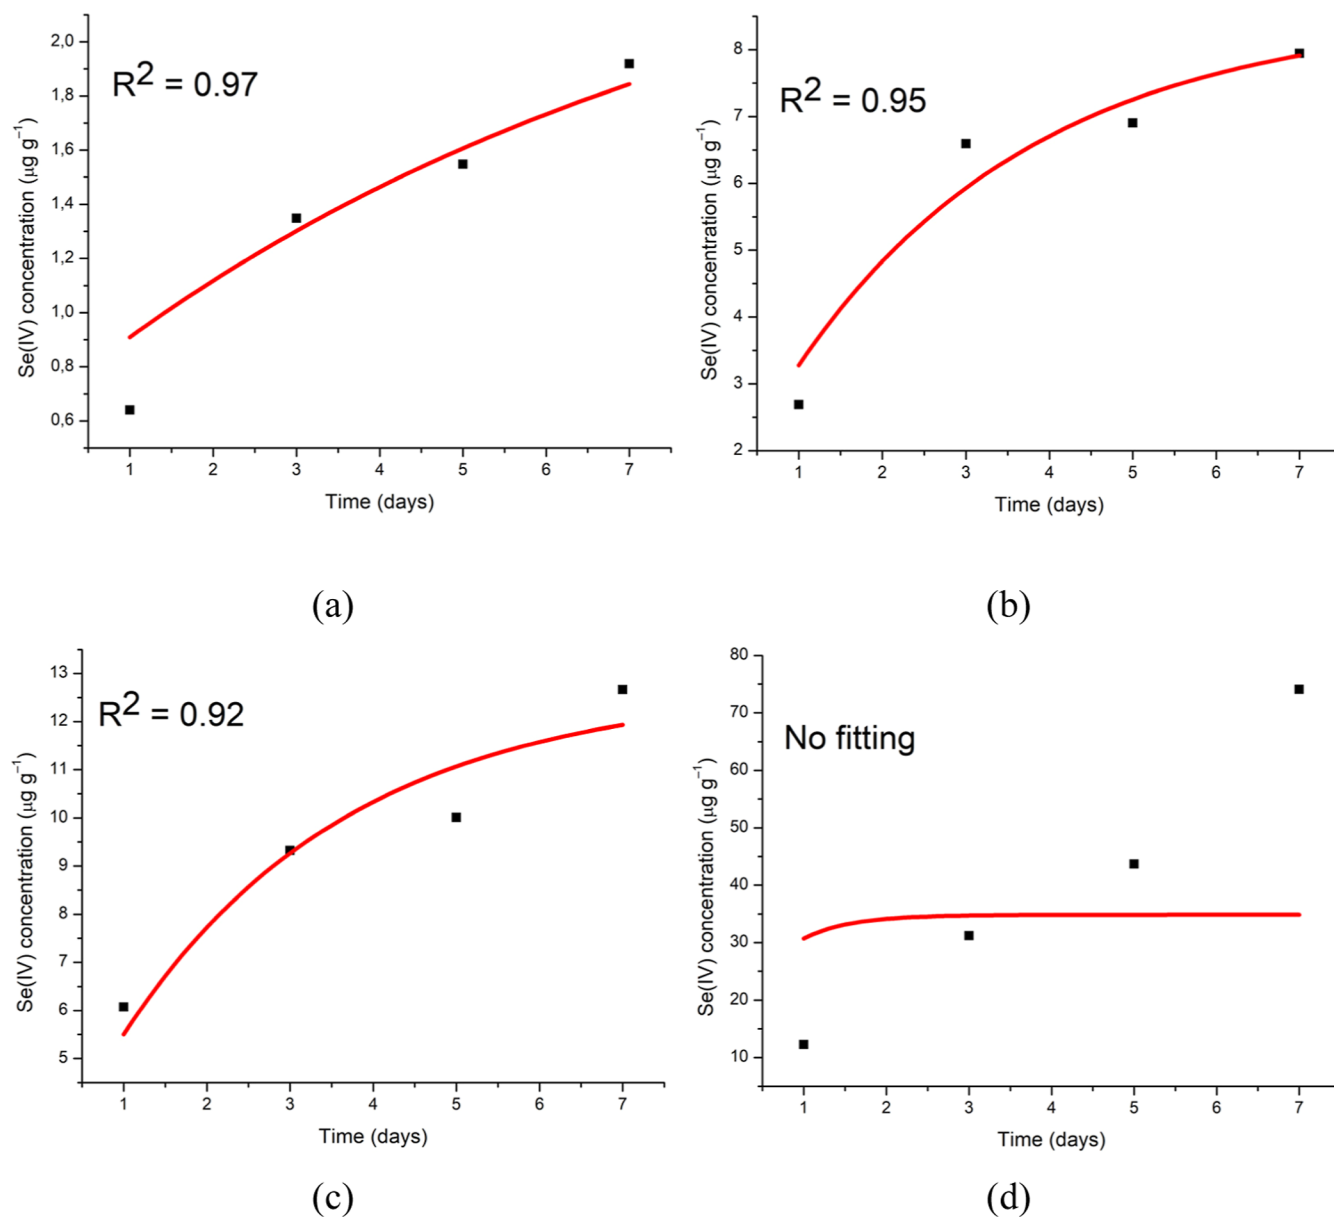 R² = 0.97
Se(IV) concentration (μg g⁻¹)
2,0
1,8
1,6
1,4
1,2
1,0
0,8
0,6
1 2 3 4 5 6 7
Time (days)
(a)
R² = 0.95
Se(IV) concentration (μg g⁻¹)
8
7
6
5
4
3
2
1 2 3 4 5 6 7
Time (days)
(b)
R² = 0.92
Se(IV) concentration (μg g⁻¹)
13
12
11
10
9
8
7
6
5
1 2 3 4 5 6 7
Time (days)
(c)
No fitting
Se(IV) concentration (μg g⁻¹)
80
70
60
50
40
30
20
10
1 2 3 4 5 6 7
Time (days)
(d)